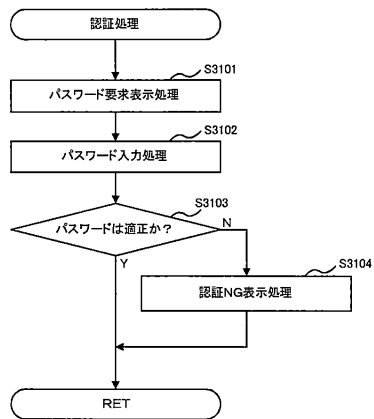 認証処理
S3101
パスワード要求表示処理
S3102
パスワード入力処理
S3103
パスワードは適正か？
N
Y
S3104
認証NG表示処理
RET